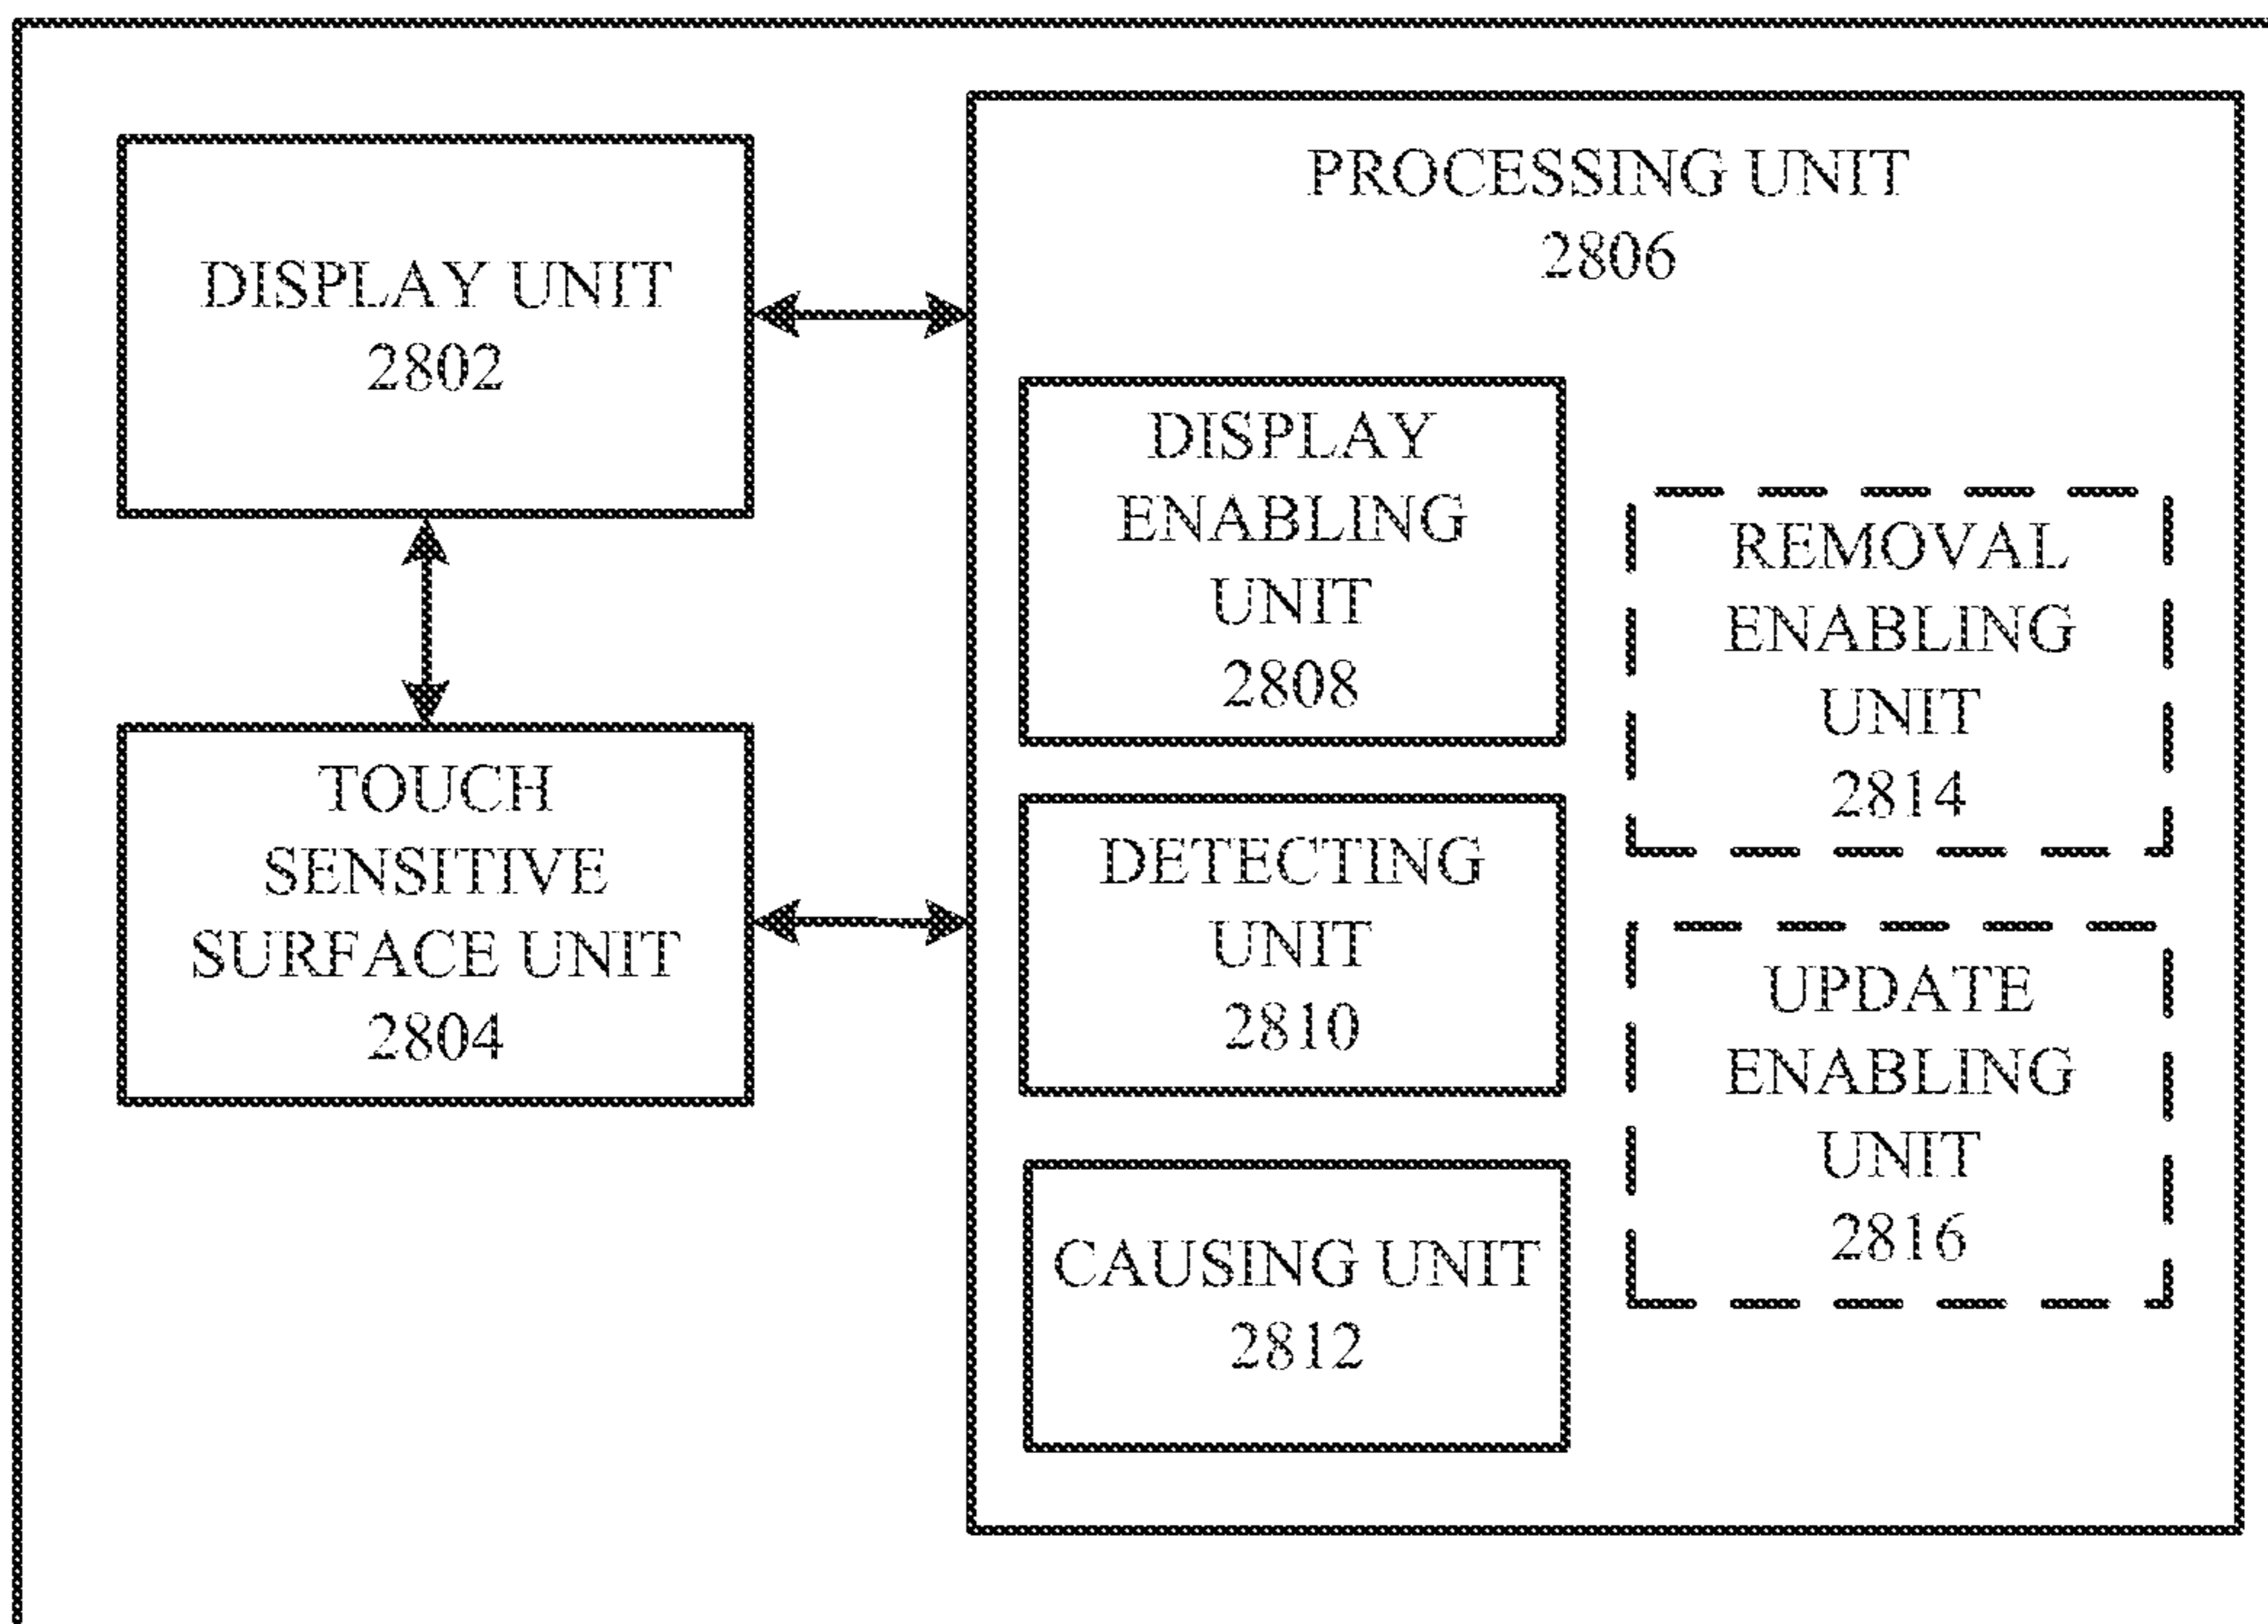 DISPLAY UNIT
2802
TOUCH
SENSITIVE
SURFACE UNIT
2804
PROCESSING UNIT
2806
DISPLAY
ENABLING
UNIT
2808
DETECTING
UNIT
2810
CAUSING UNIT
2812
REMOVAL
ENABLING
UNIT
2814
UPDATE
ENABLING
UNIT
2816